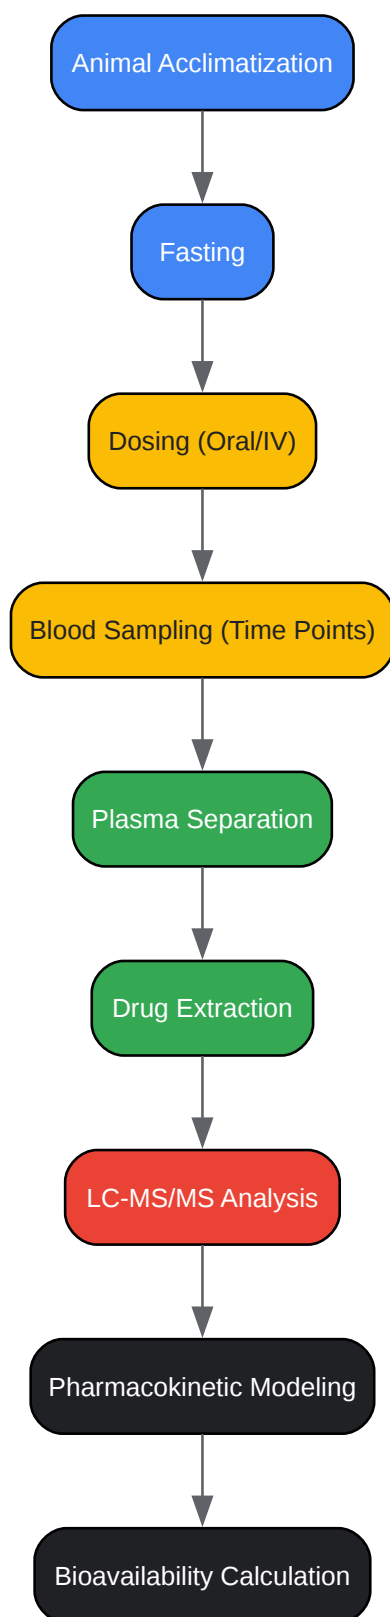 Animal Acclimatization
Fasting
Dosing (Oral/IV)
Blood Sampling (Time Points)
Plasma Separation
Drug Extraction
LC-MS/MS Analysis
Pharmacokinetic Modeling
Bioavailability Calculation